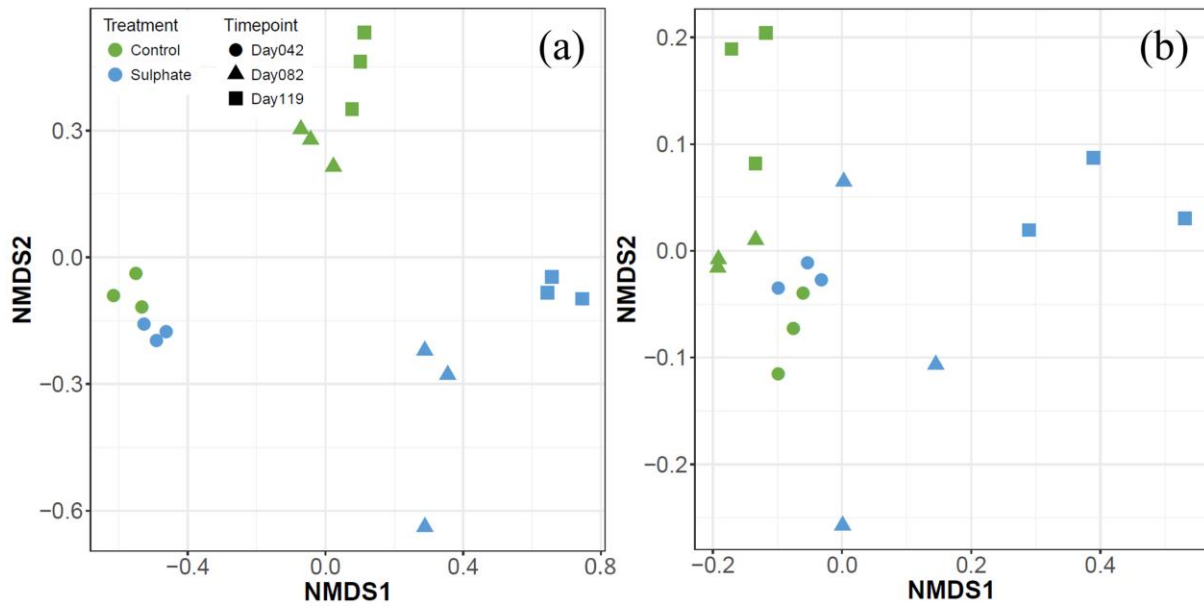 Treatment
Control
Sulphate
Timepoint
Day042
Day082
Day119
(a)
0.3
0.0
−0.3
−0.6
NMDS2
−0.4
0.0
0.4
0.8
NMDS1
(b)
0.2
0.1
0.0
−0.1
−0.2
NMDS2
−0.2
0.0
0.2
0.4
NMDS1